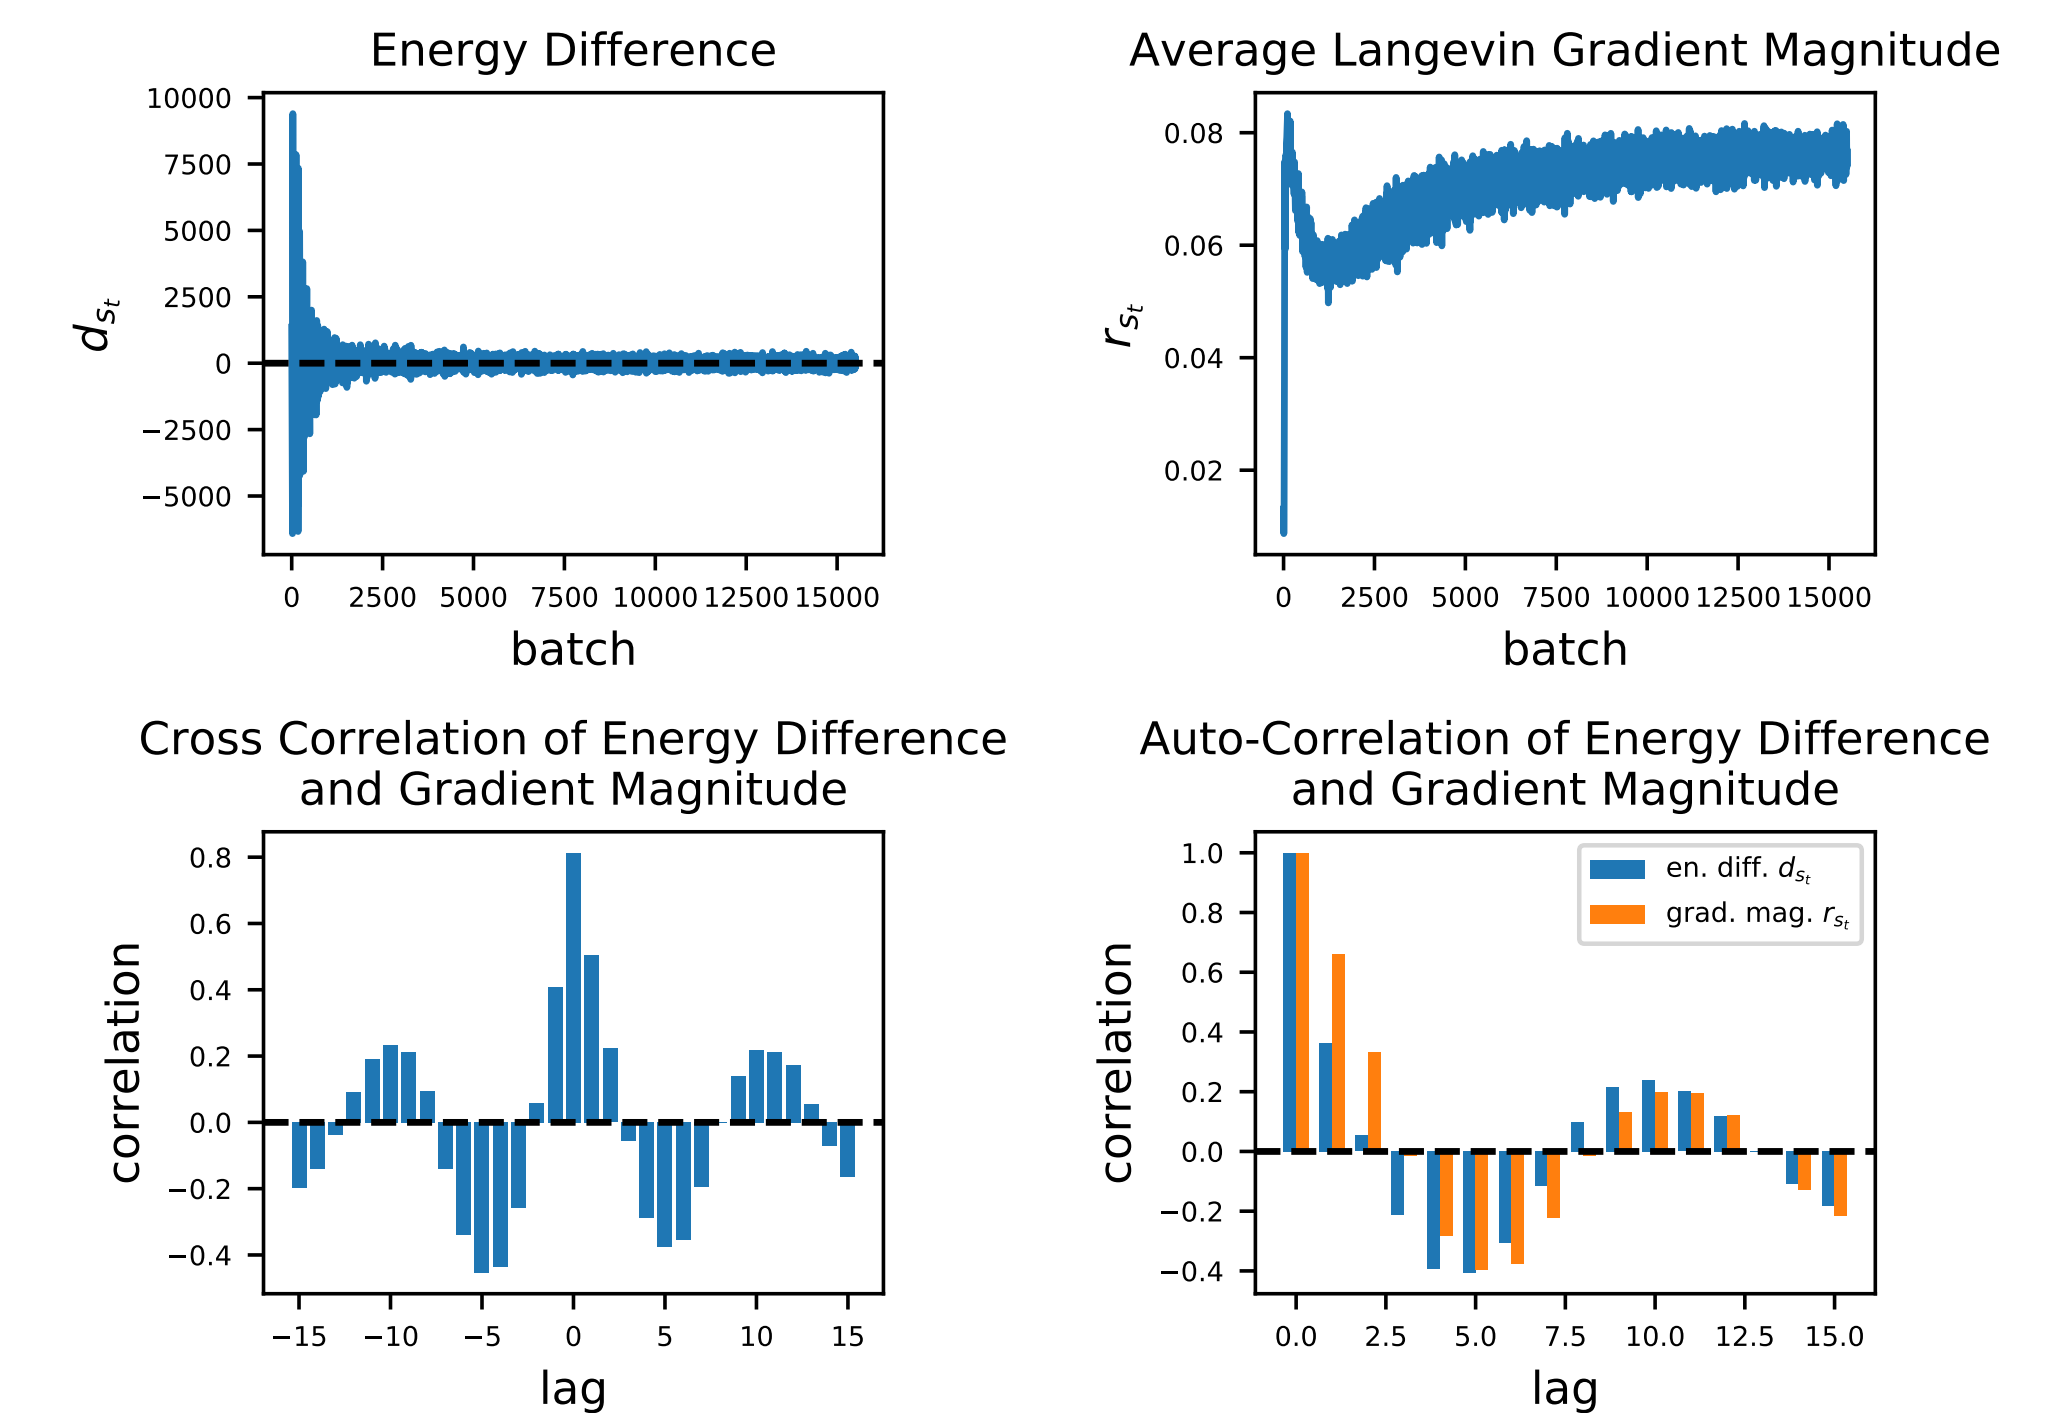 Energy Difference
10000
7500
5000
2500
0
−2500
−5000
d_{s_t}
0 2500 5000 7500 10000 12500 15000
batch
Average Langevin Gradient Magnitude
0.08
0.06
0.04
0.02
r_{s_t}
0 2500 5000 7500 10000 12500 15000
batch
Cross Correlation of Energy Difference
and Gradient Magnitude
0.8
0.6
0.4
0.2
0.0
−0.2
−0.4
correlation
−15 −10 −5 0 5 10 15
lag
Auto-Correlation of Energy Difference
and Gradient Magnitude
1.0
0.8
0.6
0.4
0.2
0.0
−0.2
−0.4
correlation
en. diff. d_{s_t}
grad. mag. r_{s_t}
0.0 2.5 5.0 7.5 10.0 12.5 15.0
lag